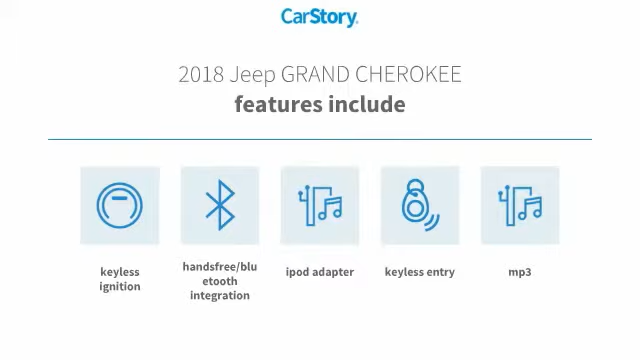 CarStory.
2018 Jeep GRAND CHEROKEE
features include
keyless
ignition
handsfree/blu
etooth
integration
ipod adapter
keyless entry
mp3